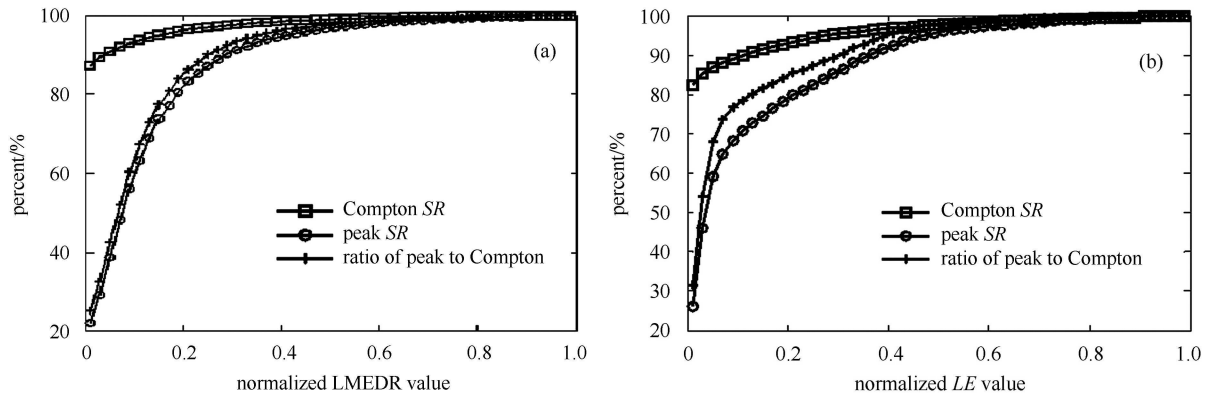 100
80
60
40
20
percent/%
(a)
Compton SR
peak SR
ratio of peak to Compton
0
0.2
0.4
0.6
0.8
1.0
normalized LMEDR value
100
90
80
70
60
50
40
30
20
percent/%
(b)
Compton SR
peak SR
ratio of peak to Compton
0
0.2
0.4
0.6
0.8
1.0
normalized LE value